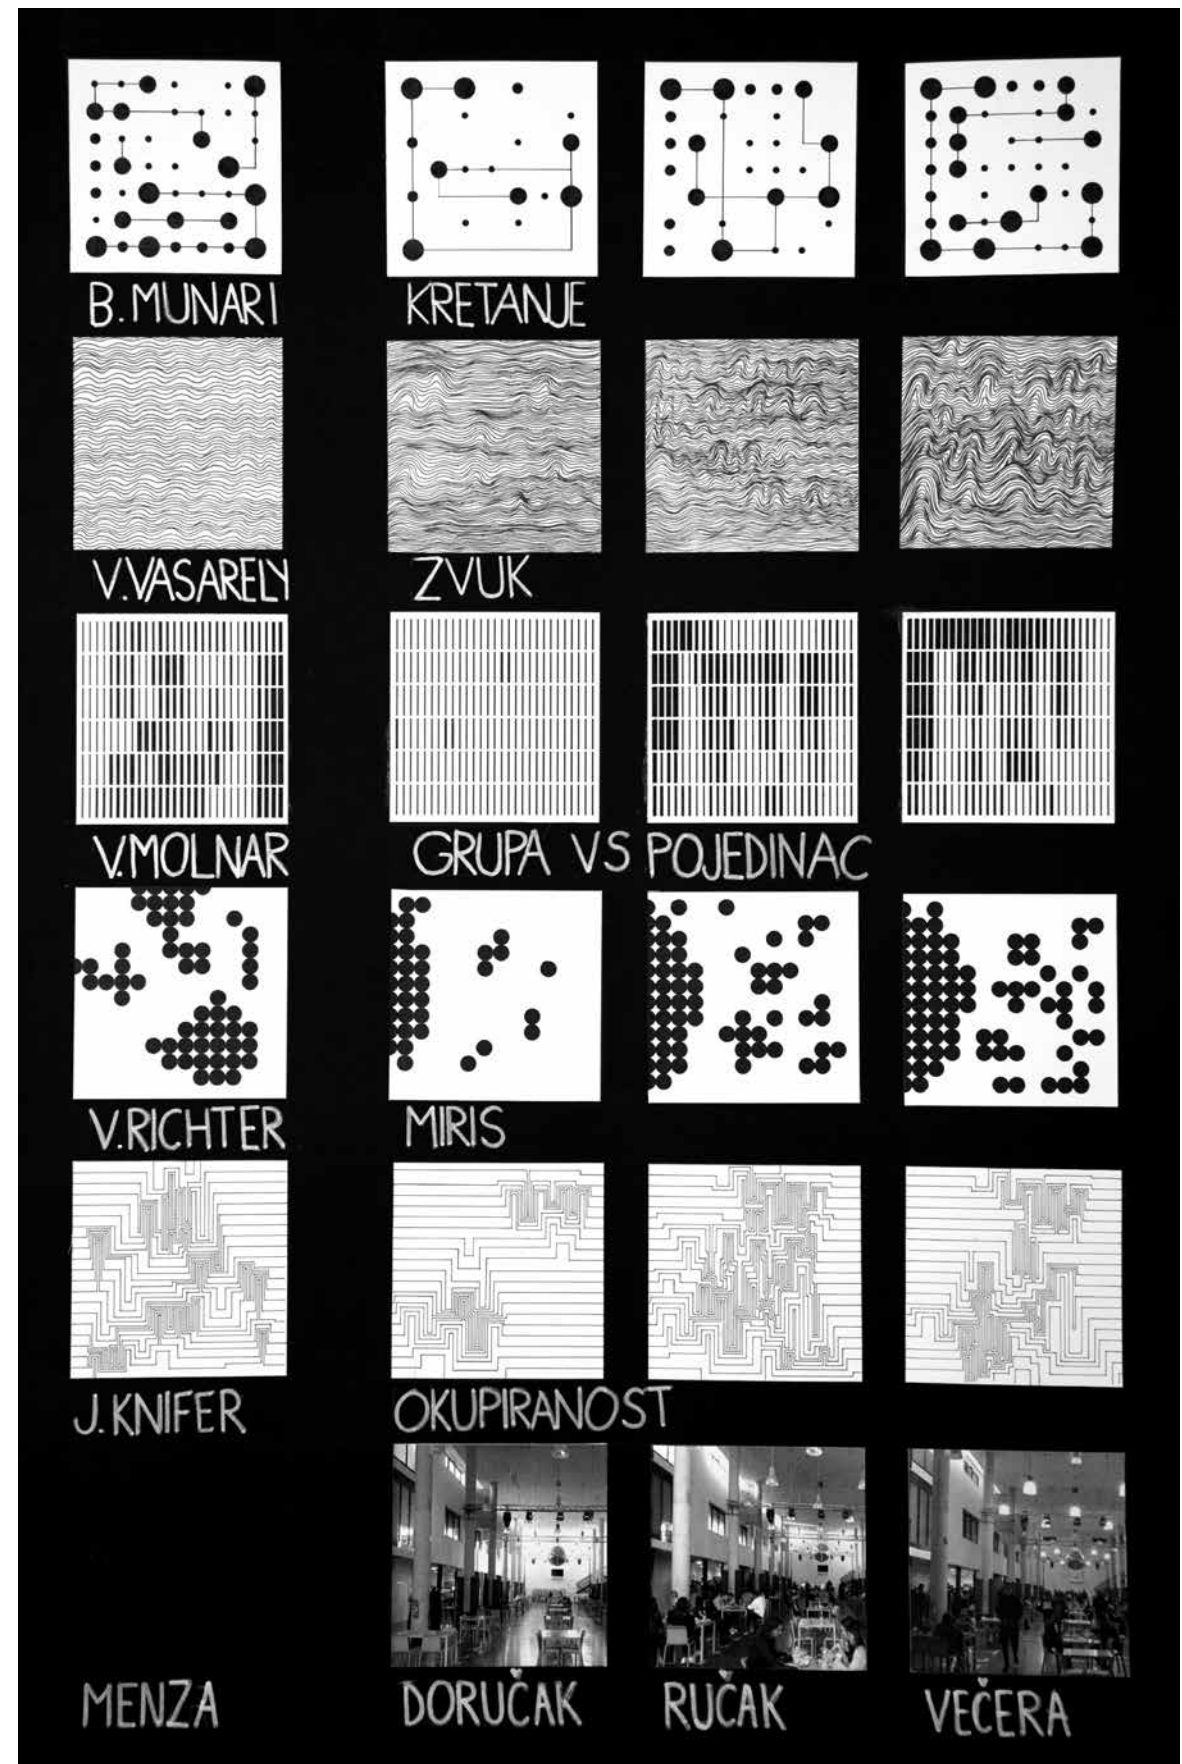 B. MUNARI KRETANJE
V. VASARELY ZVUK
V. MOLNAR GRUPA VS POJEDINAC
V. RICHTER MIRIS
J. KNIFER OKUPIRANOST
MENZA DORUČAK RUČAK VEČERA